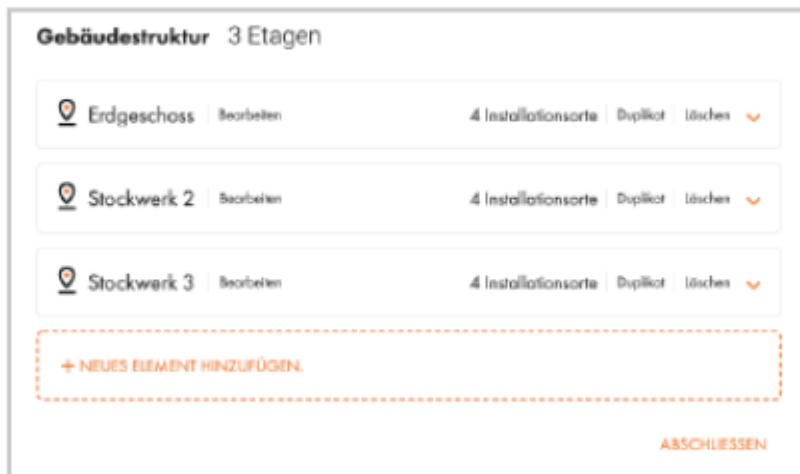 Gebäudestruktur 3 Etagen
Erdgeschoss Bearbeiten 4 Installationsorte Duplikat Löschen
Stockwerk 2 Bearbeiten 4 Installationsorte Duplikat Löschen
Stockwerk 3 Bearbeiten 4 Installationsorte Duplikat Löschen
+ NEUES ELEMENT HINZUFÜGEN.
ABSCHLIESSEN